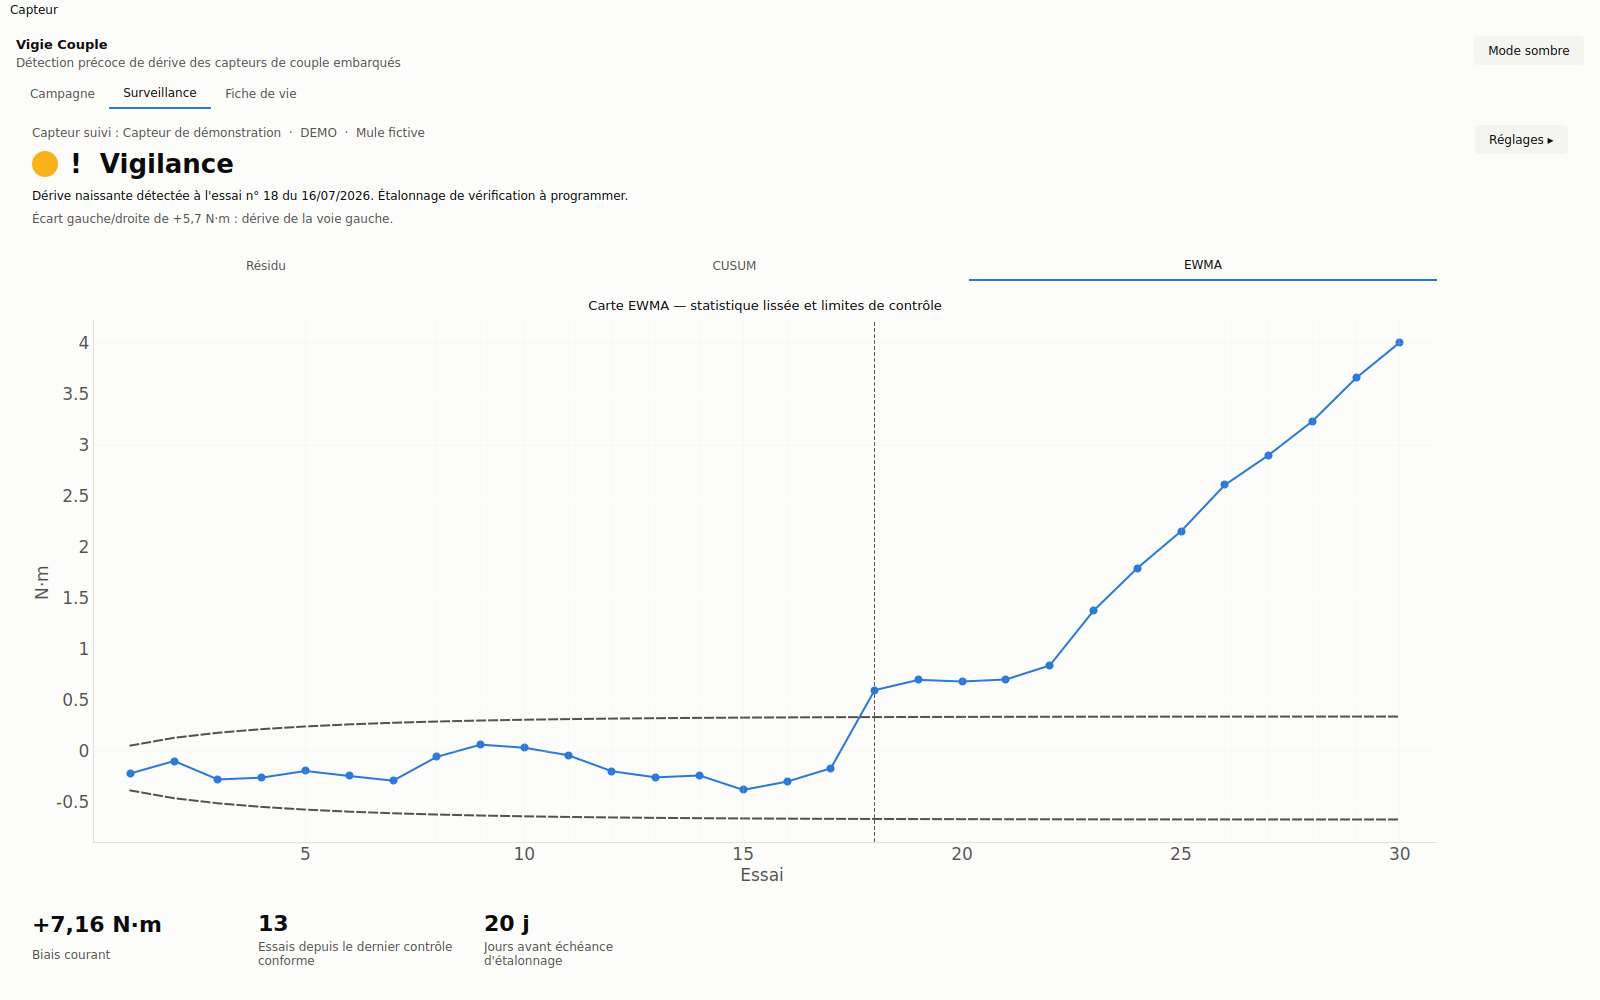 Capteur
Vigie Couple
Détection précoce de dérive des capteurs de couple embarqués
Mode sombre
Campagne
Surveillance
Fiche de vie
Capteur suivi : Capteur de démonstration · DEMO · Mule fictive
Réglages ▸
! Vigilance
Dérive naissante détectée à l'essai n° 18 du 16/07/2026. Étalonnage de vérification à programmer.
Écart gauche/droite de +5,7 N·m : dérive de la voie gauche.
Résidu
CUSUM
EWMA
Carte EWMA — statistique lissée et limites de contrôle
4
3.5
3
2.5
2
1.5
1
0.5
0
-0.5
N·m
5
10
15
20
25
30
Essai
+7,16 N·m
Biais courant
13
Essais depuis le dernier contrôle
conforme
20 j
Jours avant échéance
d'étalonnage